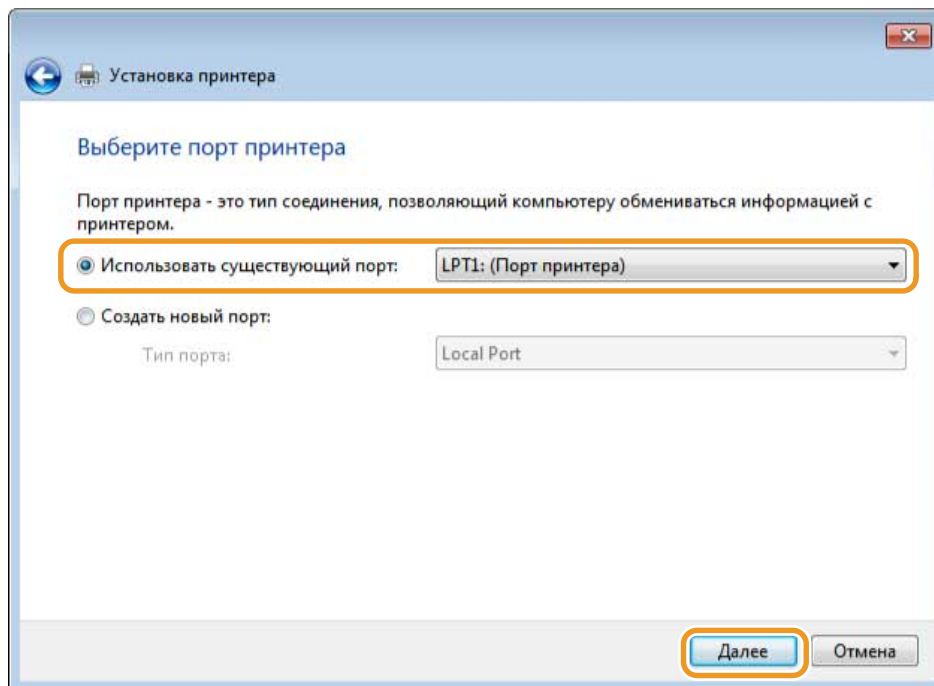 Установка принтера
Выберите порт принтера
Порт принтера - это тип соединения, позволяющий компьютеру обмениваться информацией с
принтером.
Использовать существующий порт: LPT1: (Порт принтера)
Создать новый порт:
Тип порта: Local Port
Далее Отмена